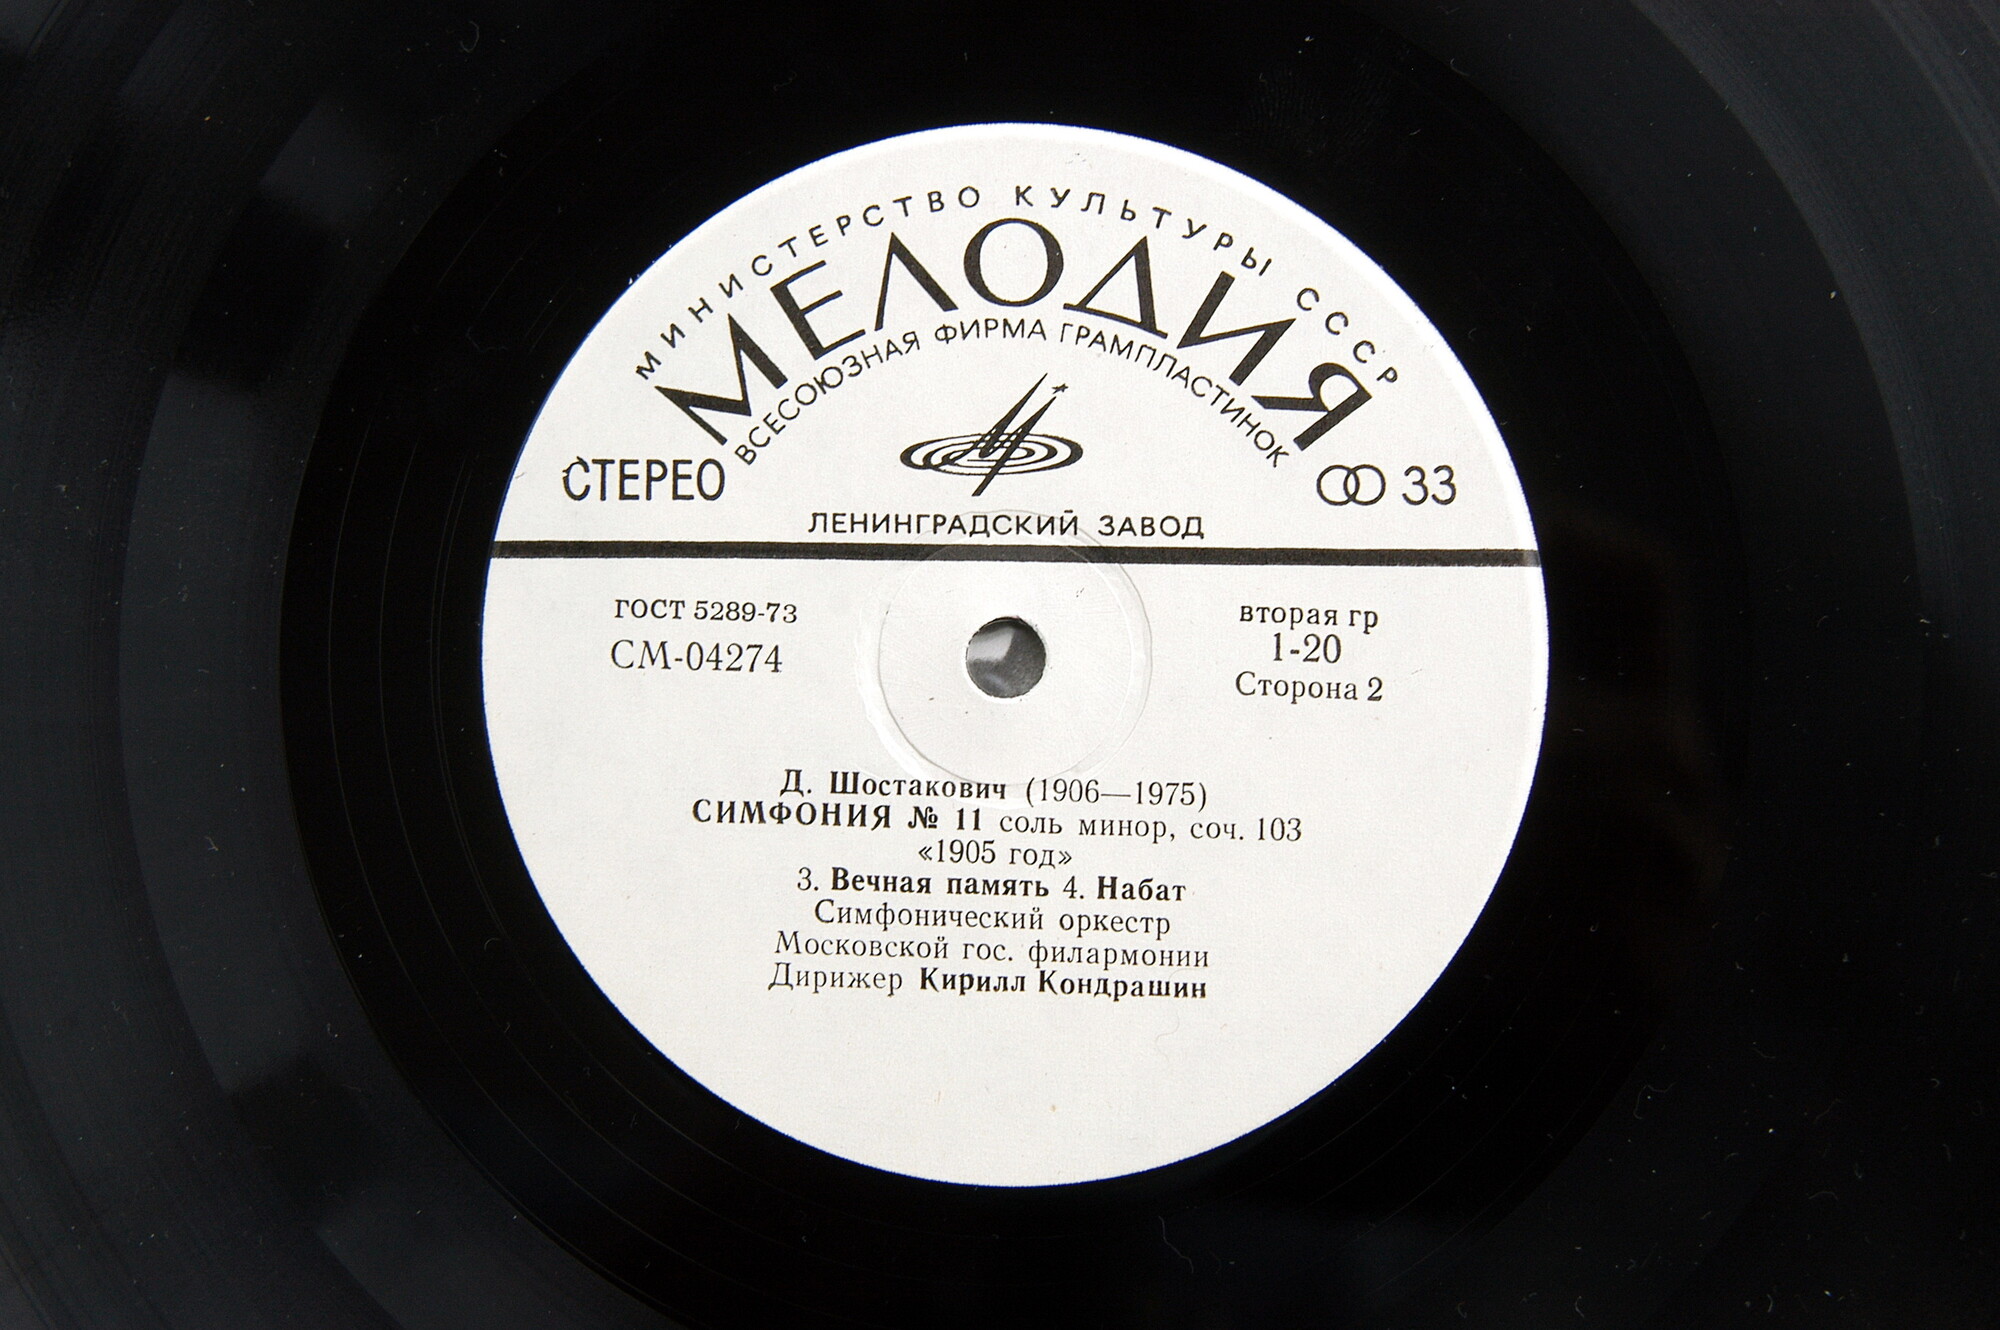 МИНИСТЕРСТВО КУЛЬТУРЫ СССР
МЕЛОДИЯ
ВСЕСОЮЗНАЯ ФИРМА ГРАМПЛАСТИНОК
СТЕРЕО
33
ЛЕНИНГРАДСКИЙ ЗАВОД
ГОСТ 5289-73
СМ-04274
вторая гр
1-20
Сторона 2
Д. Шостакович (1906—1975)
СИМФОНИЯ № 11 соль минор, соч. 103
«1905 год»
3. Вечная память 4. Набат
Симфонический оркестр
Московской гос. филармонии
Дирижер Кирилл Кондрашин